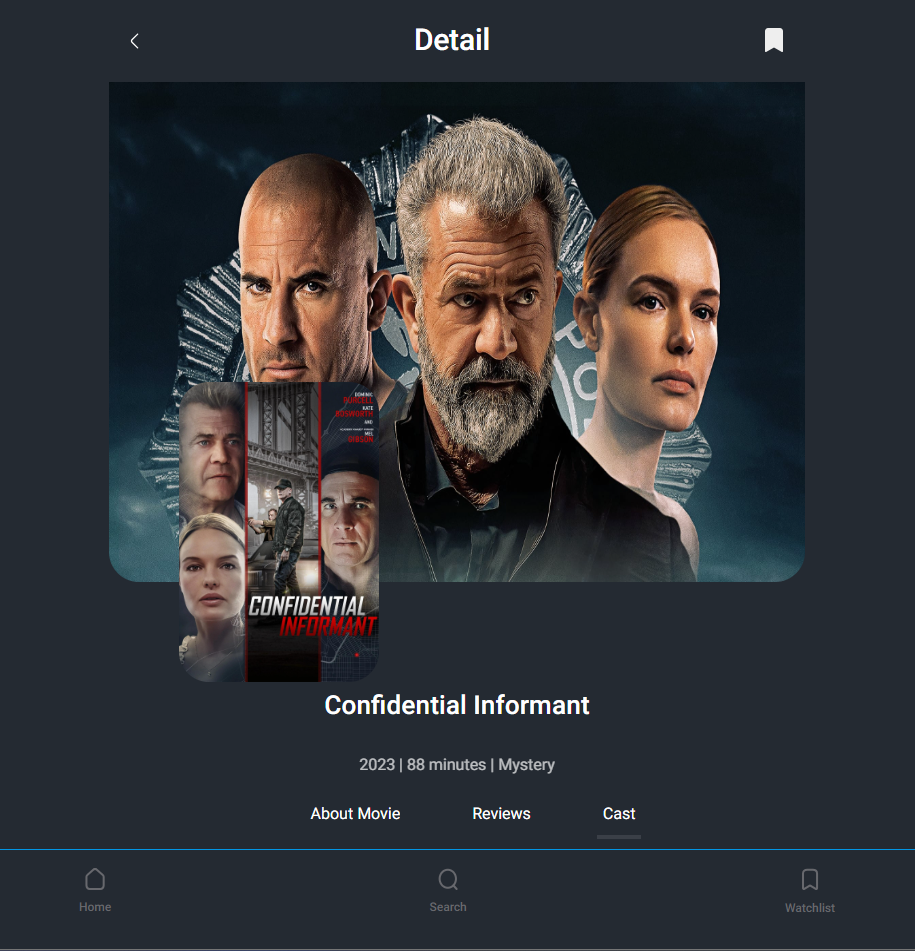 Detail
DOMINIC
PURCELL
KATE
BOSWORTH
AND
MEL
GIBSON
CONFIDENTIAL
INFORMANT
Confidential Informant
2023 | 88 minutes | Mystery
About Movie
Reviews
Cast
Home
Search
Watchlist